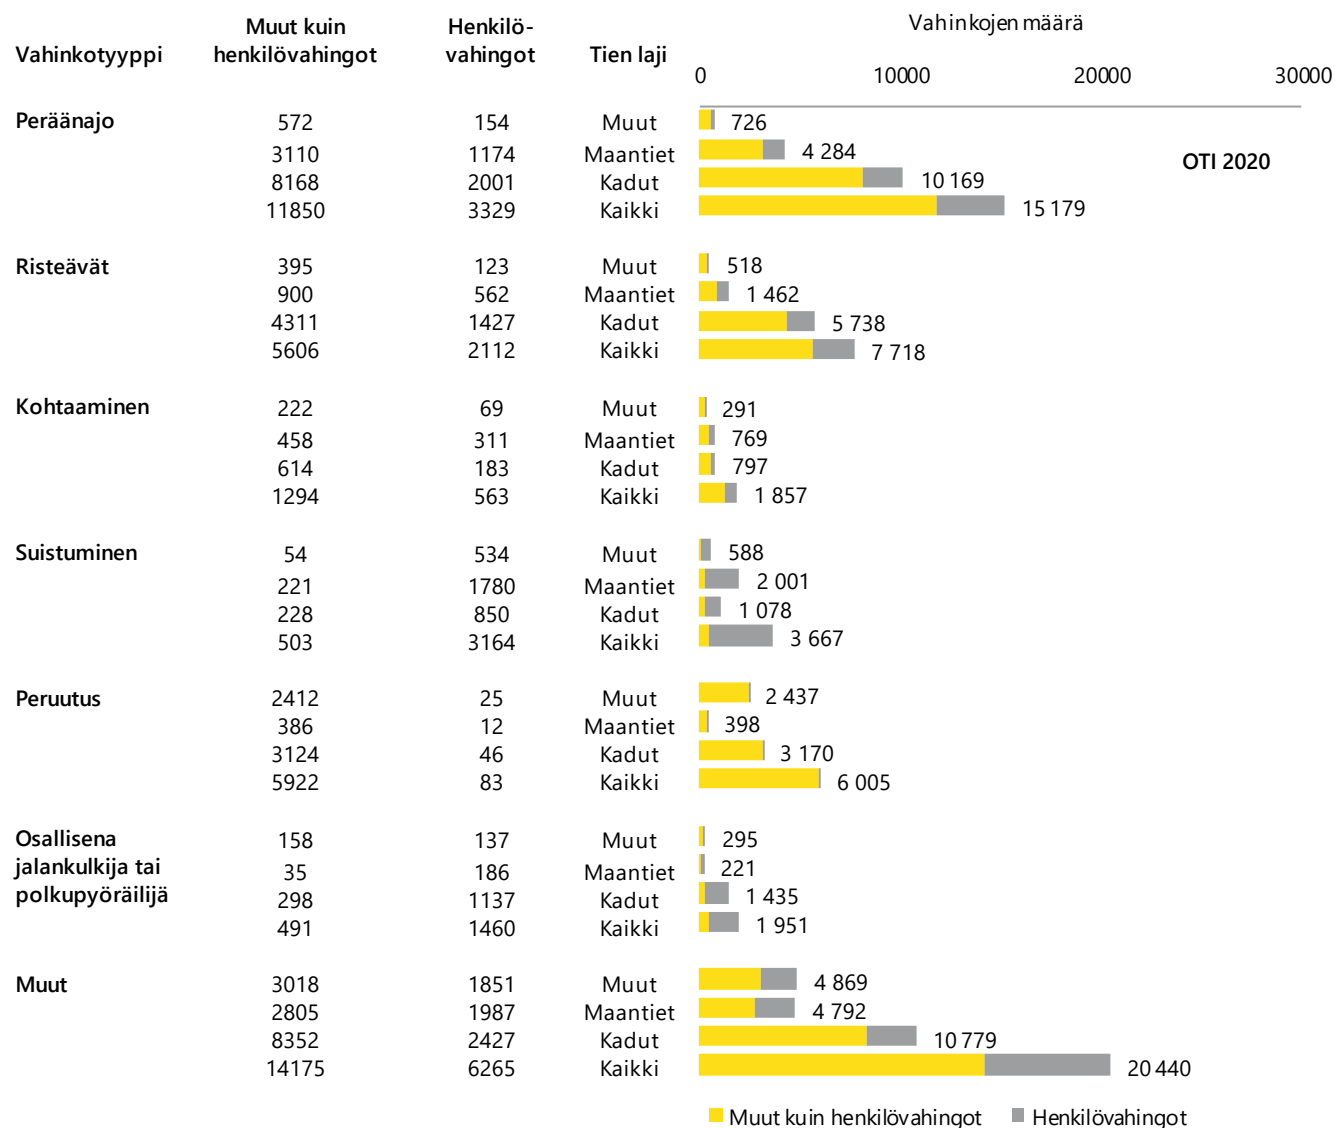 Vahinkotyyppi Muut kuin henkilövahingot Henkilö-vahingot Tien laji Vahinkojen määrä
0 10000 20000 30000
Peräänajo 572 154 Muut 726
3110 1174 Maantiet 4 284
OTI 2020
8168 2001 Kadut 10 169
11850 3329 Kaikki 15 179
Risteävät 395 123 Muut 518
900 562 Maantiet 1 462
4311 1427 Kadut 5 738
5606 2112 Kaikki 7 718
Kohtaaminen 222 69 Muut 291
458 311 Maantiet 769
614 183 Kadut 797
1294 563 Kaikki 1 857
Suistuminen 54 534 Muut 588
221 1780 Maantiet 2 001
228 850 Kadut 1 078
503 3164 Kaikki 3 667
Peruutus 2412 25 Muut 2 437
386 12 Maantiet 398
3124 46 Kadut 3 170
5922 83 Kaikki 6 005
Osallisena 158 137 Muut 295
jalankulkija tai 35 186 Maantiet 221
polkupyöräilijä 298 1137 Kadut 1 435
491 1460 Kaikki 1 951
Muut 3018 1851 Muut 4 869
2805 1987 Maantiet 4 792
8352 2427 Kadut 10 779
14175 6265 Kaikki 20 440
Muut kuin henkilövahingot Henkilövahingot